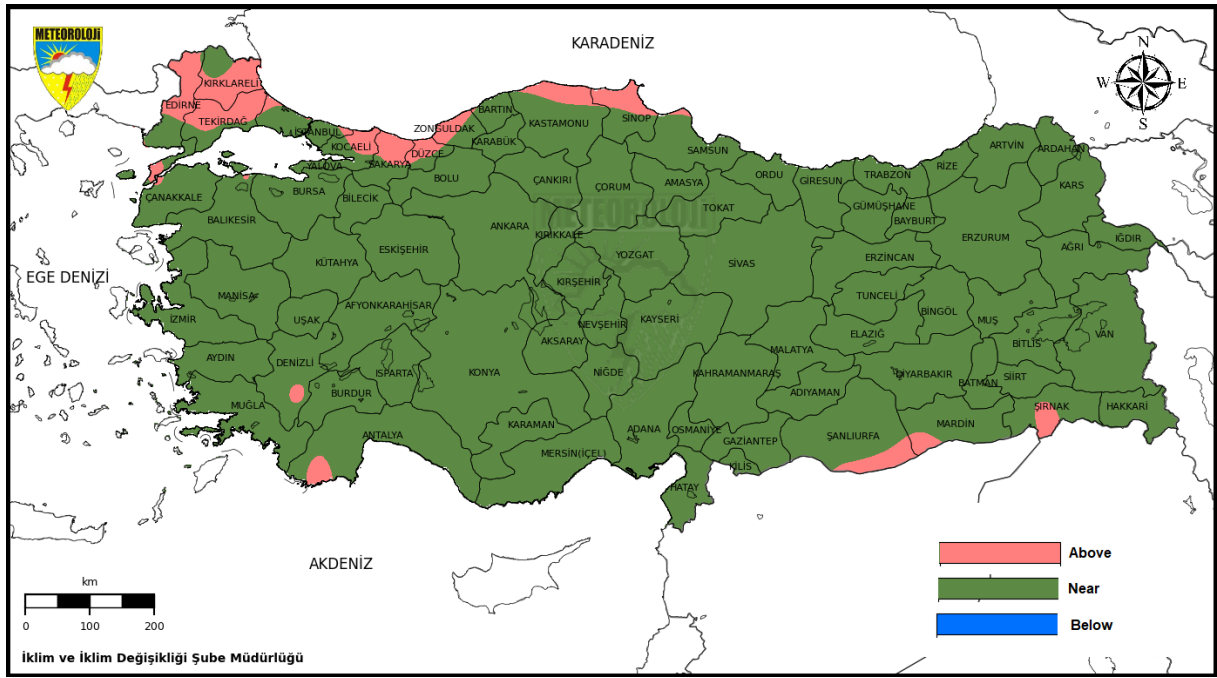 METEOROLOJİ
KARADENİZ
N
W
E
S
KIRKLARELİ
EDİRNE
TEKİRDAĞ
İSTANBUL
KOCAELİ
YALOVA
SAKARYA
DÜZCE
ZONGULDAK
BARTIN
KARABÜK
KASTAMONU
SİNOP
SAMSUN
ORDU
GİRESUN
TRABZON
RİZE
ARTVİN
ARDAHAN
KARS
ÇANAKKALE
BURSA
BİLECİK
BOLU
ÇANKIRI
ÇORUM
AMASYA
TOKAT
GÜMÜŞHANE
BAYBURT
BALIKESİR
ESKİŞEHİR
ANKARA
KIRIKKALE
METEOROLOJİ
YOZGAT
SİVAS
ERZİNCAN
ERZURUM
AĞRI
IĞDIR
EGE DENİZİ
KÜTAHYA
MANİSA
İZMİR
UŞAK
AFYONKARAHİSAR
KIRŞEHİR
NEVŞEHİR
KAYSERİ
AKSARAY
TUNCELİ
BİNGÖL
MUŞ
ELAZIĞ
BİTLİS
VAN
MALATYA
AYDIN
DENİZLİ
ISPARTA
BURDUR
KONYA
NİĞDE
KAHRAMANMARAŞ
ADIYAMAN
DİYARBAKIR
BATMAN
SİİRT
ŞIRNAK
HAKKARİ
MUĞLA
ANTALYA
KARAMAN
MERSİN(İÇEL)
ADANA
OSMANİYE
GAZİANTEP
KİLİS
HATAY
ŞANLIURFA
MARDİN
AKDENİZ
Above
Near
Below
km
0 100 200
İklim ve İklim Değişikliği Şube Müdürlüğü